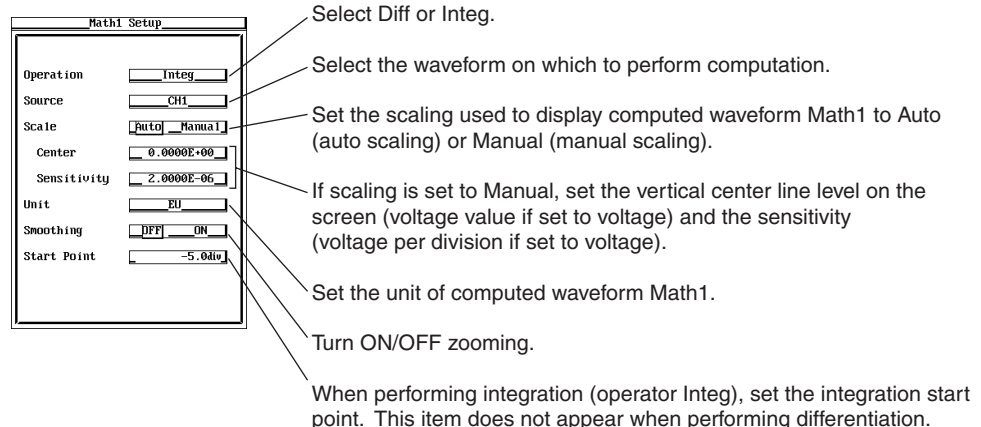 Math1 Setup
Operation Integ
Source CH1
Scale Auto Manual
Center 0.0000E+00
Sensitivity 2.0000E-06
Unit EU
Smoothing OFF ON
Start Point -5.0div
Select Diff or Integ.
Select the waveform on which to perform computation.
Set the scaling used to display computed waveform Math1 to Auto
(auto scaling) or Manual (manual scaling).
If scaling is set to Manual, set the vertical center line level on the
screen (voltage value if set to voltage) and the sensitivity
(voltage per division if set to voltage).
Set the unit of computed waveform Math1.
Turn ON/OFF zooming.
When performing integration (operator Integ), set the integration start
point. This item does not appear when performing differentiation.